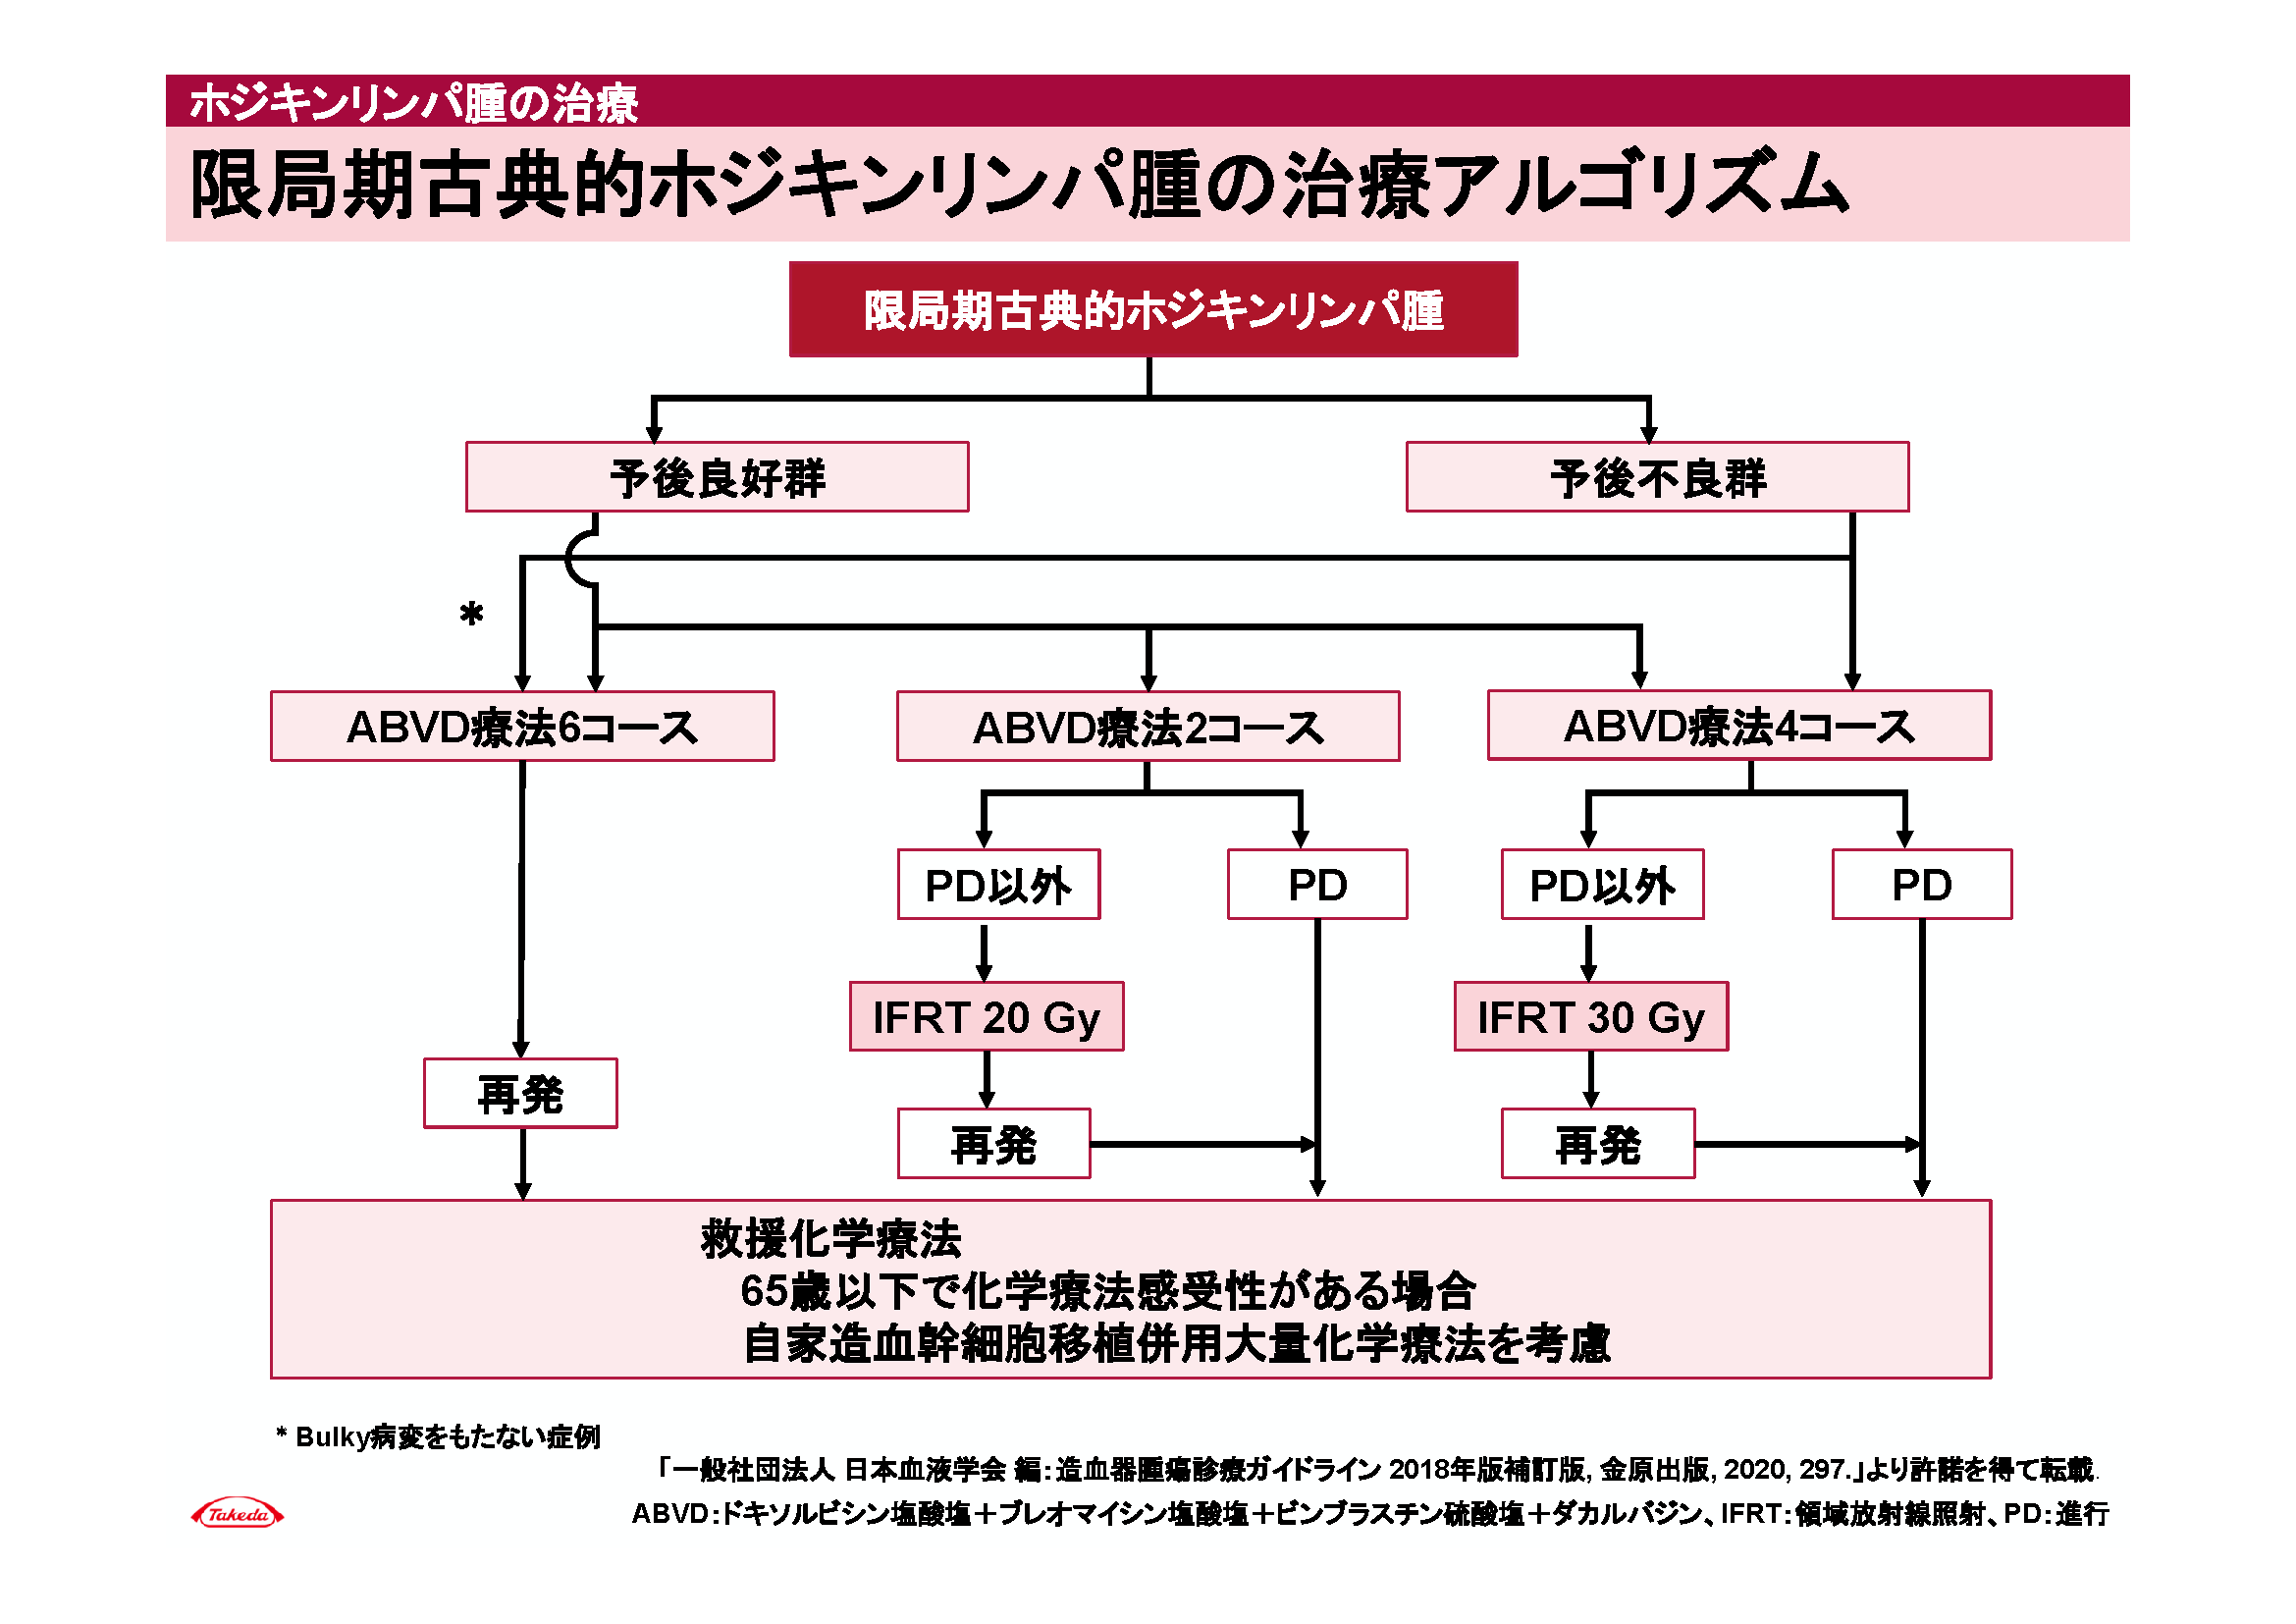 ホジキンリンパ腫の治療
限局期古典的ホジキンリンパ腫の治療アルゴリズム
限局期古典的ホジキンリンパ腫
予後良好群
予後不良群
*
ABVD療法6コース
ABVD療法2コース
ABVD療法4コース
PD以外
PD
PD以外
PD
IFRT 20 Gy
IFRT 30 Gy
再発
再発
再発
救援化学療法
65歳以下で化学療法感受性がある場合
自家造血幹細胞移植併用大量化学療法を考慮
* Bulky病変をもたない症例
「一般社団法人 日本血液学会 編：造血器腫瘍診療ガイドライン 2018年版補訂版, 金原出版, 2020, 297.」より許諾を得て転載.
Takeda
ABVD：ドキソルビシン塩酸塩＋ブレオマイシン塩酸塩＋ビンブラスチン硫酸塩＋ダカルバジン、IFRT：領域放射線照射、PD：進行